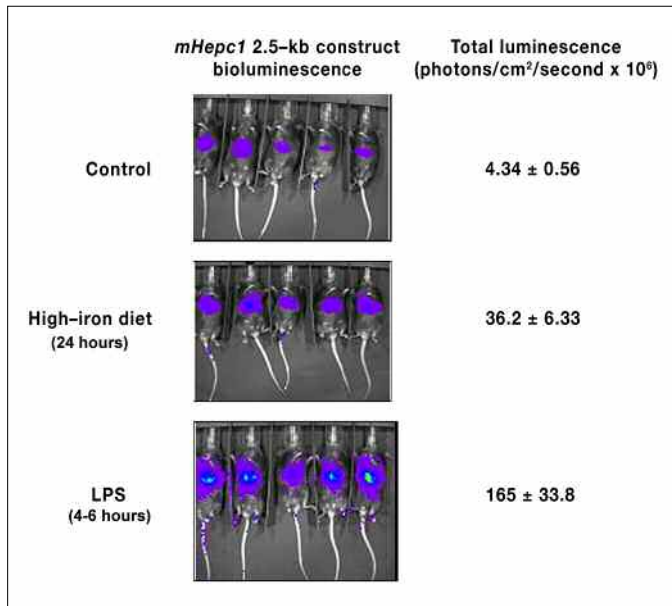 mHepc1 2.5–kb construct
bioluminescence
Total luminescence
(photons/cm²/second x 10⁶)
Control
4.34 ± 0.56
High–iron diet
(24 hours)
36.2 ± 6.33
LPS
(4-6 hours)
165 ± 33.8